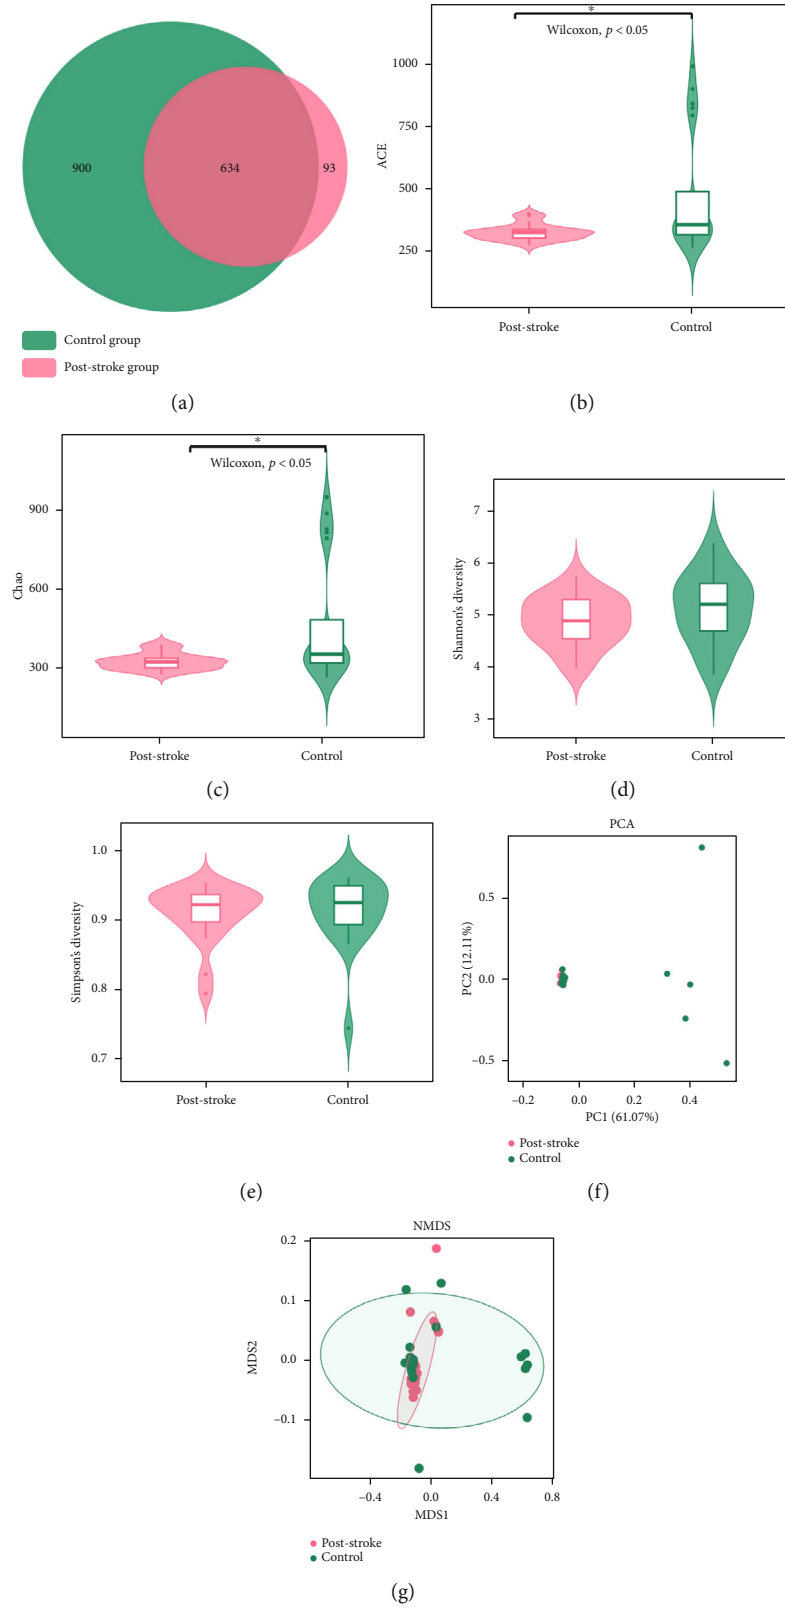 900
634
93
Control group
Post-stroke group
(a)
*
Wilcoxon, p < 0.05
1000
750
500
250
ACE
Post-stroke
Control
(b)
*
Wilcoxon, p < 0.05
900
600
300
Chao
Post-stroke
Control
(c)
7
6
5
4
3
Shannon's diversity
Post-stroke
Control
(d)
1.0
0.9
0.8
0.7
Simpson's diversity
Post-stroke
Control
(e)
PCA
0.5
0.0
−0.5
PC2 (12.11%)
−0.2 0.0 0.2 0.4
PC1 (61.07%)
Post-stroke
Control
(f)
NMDS
0.2
0.1
0.0
−0.1
MDS2
−0.4 0.0 0.4 0.8
MDS1
Post-stroke
Control
(g)